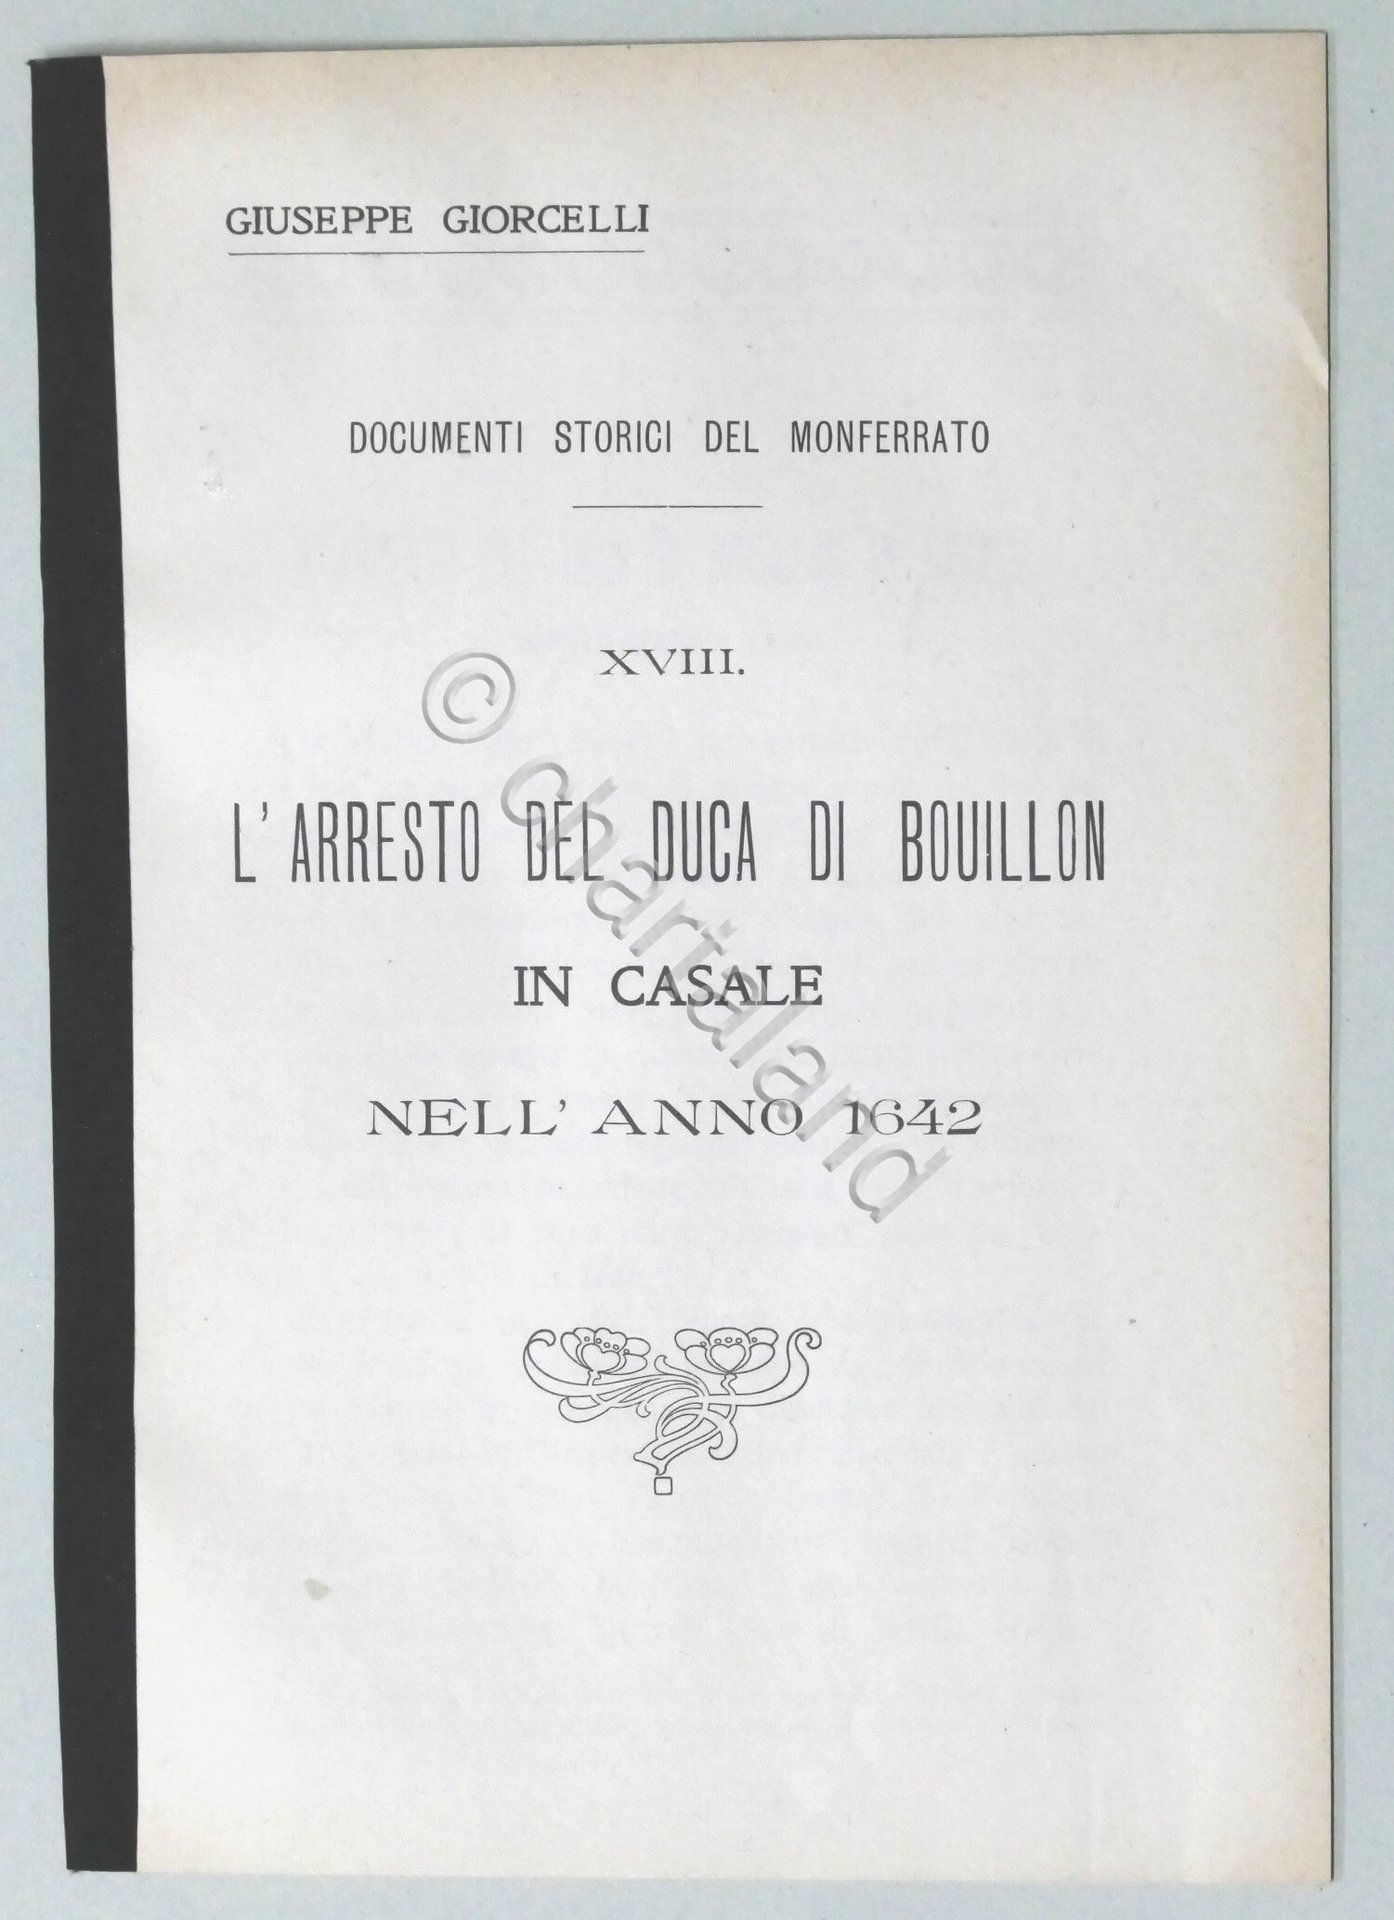 GIUSEPPE GIORCELLI
DOCUMENTI STORICI DEL MONFERRATO
XVIII.
L'ARRESTO DEL DUCA DI BOUILLON
IN CASALE
NELL'ANNO 1642
© chartaland